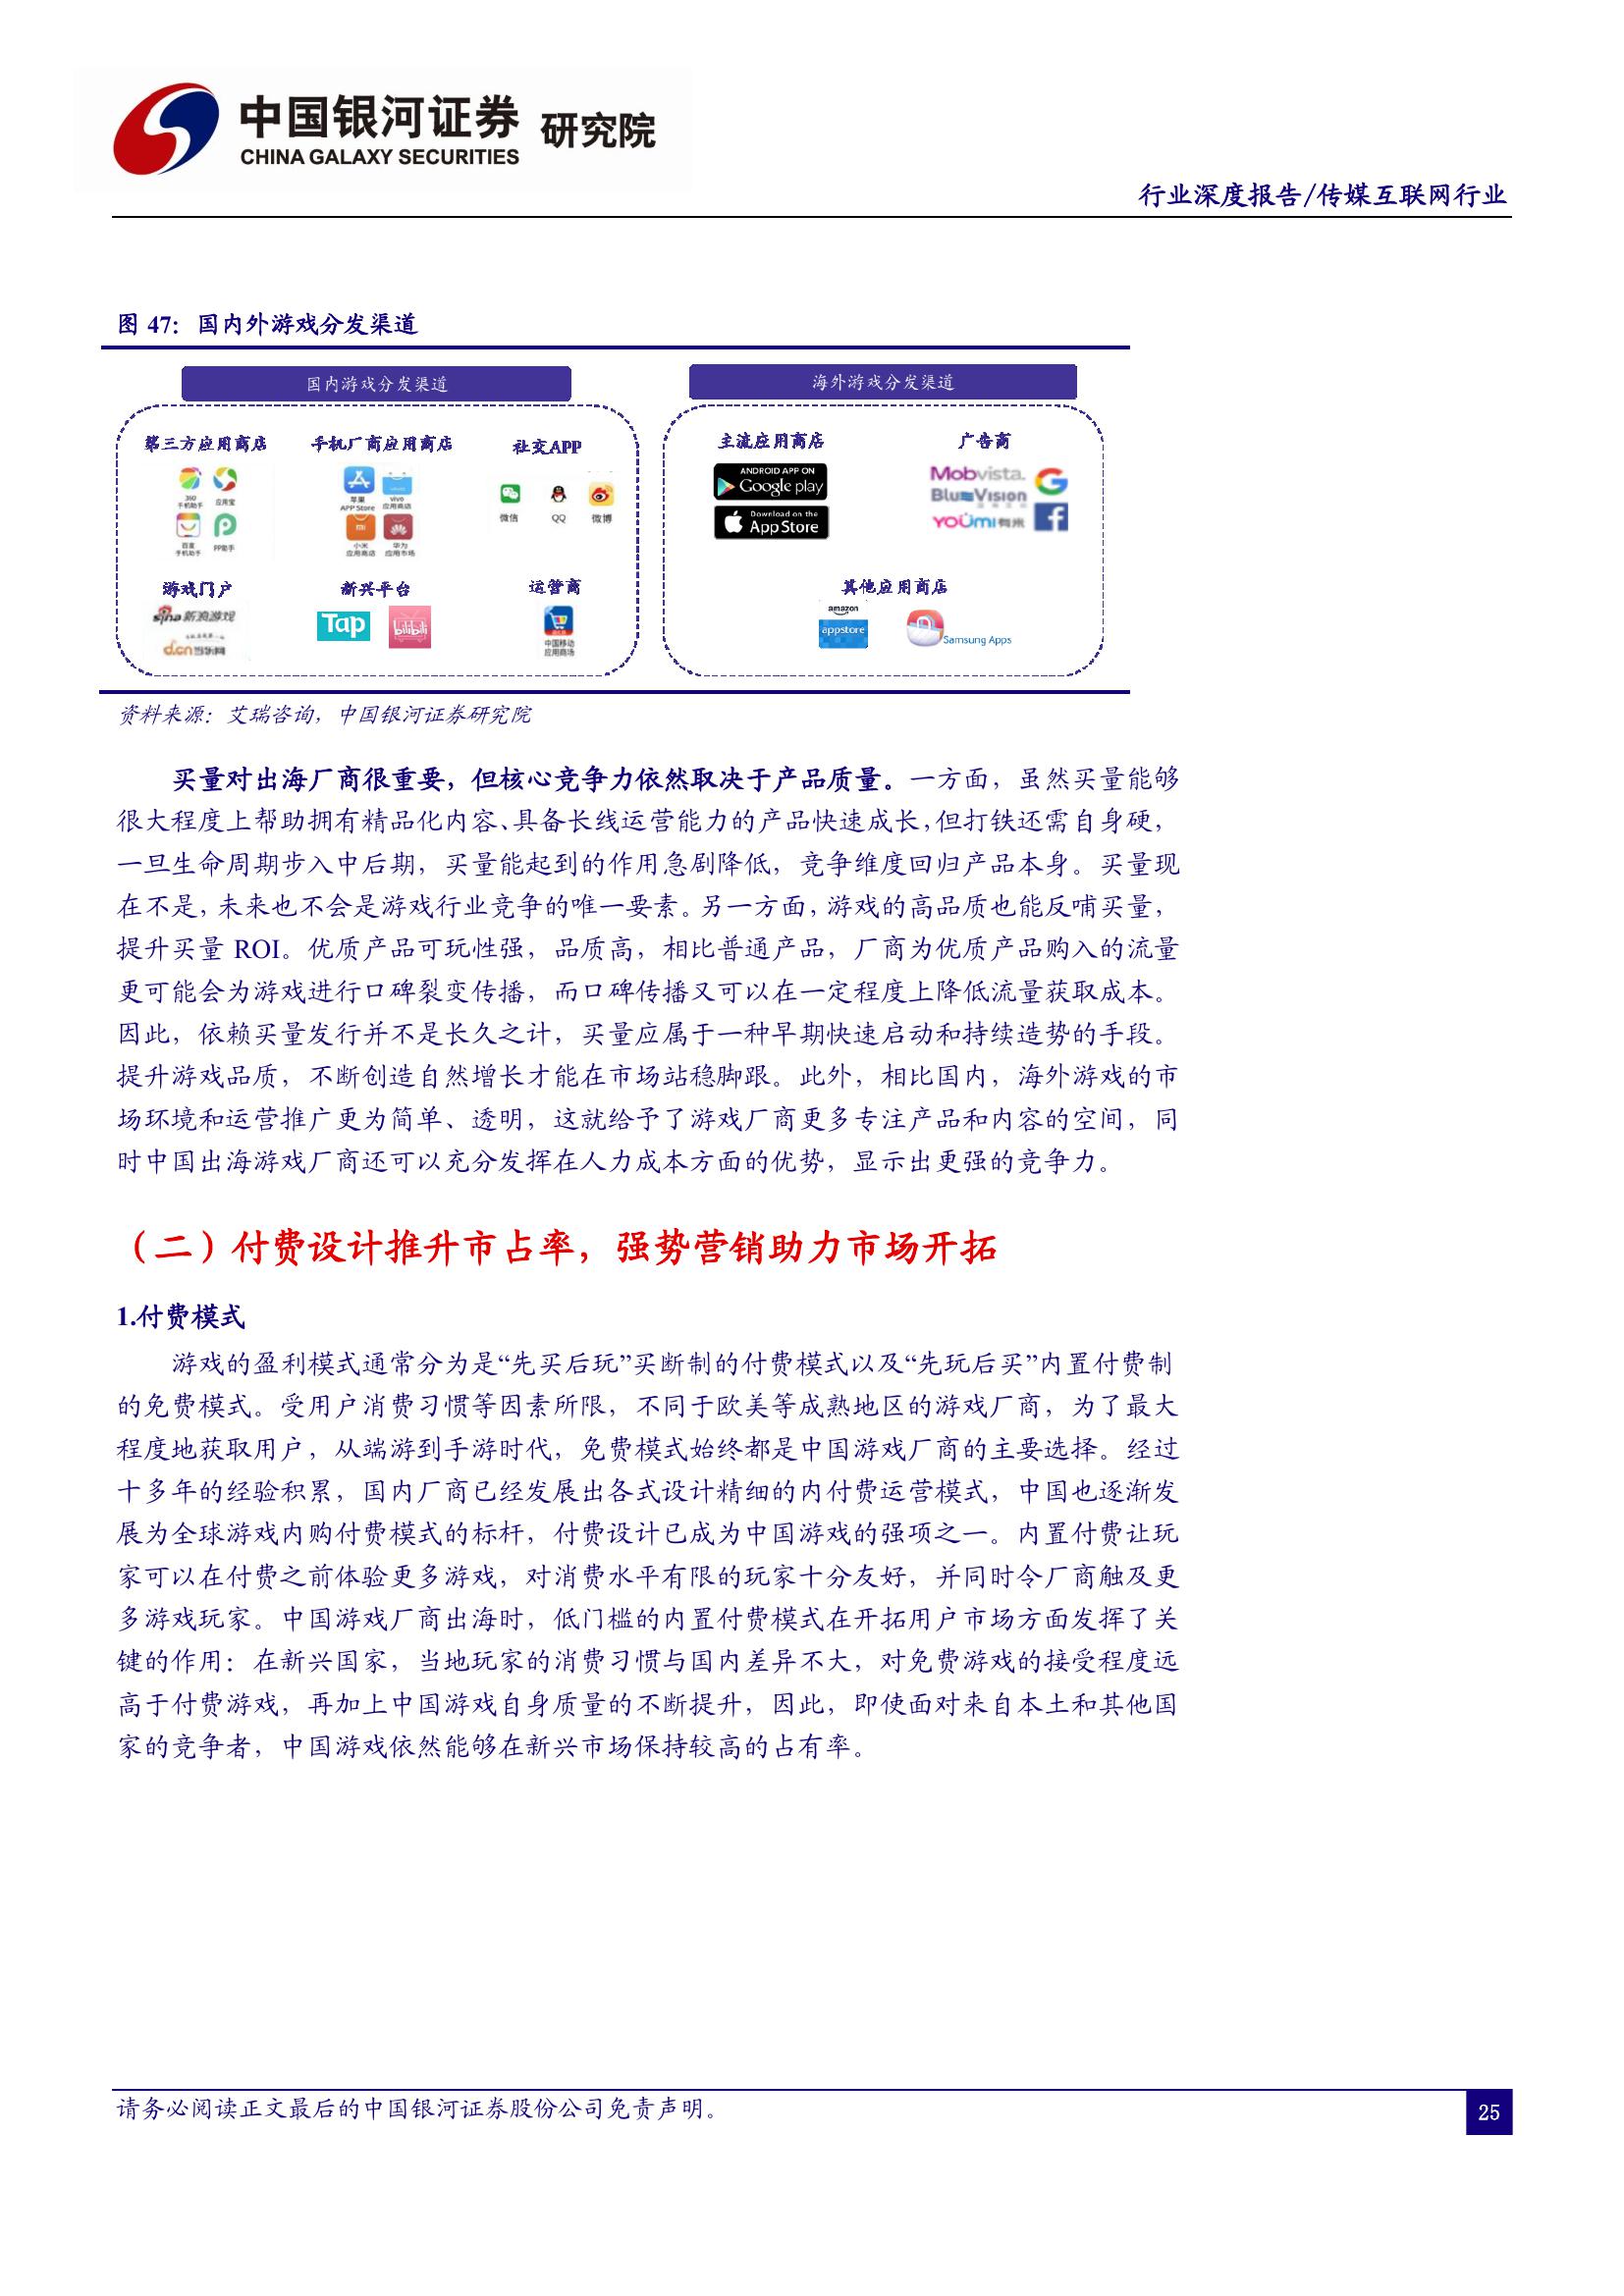 中国银河证券 研究院
CHINA GALAXY SECURITIES
行业深度报告/传媒互联网行业
图 47：国内外游戏分发渠道
国内游戏分发渠道
第三方应用商店 手机厂商应用商店 社交APP
360
手机助手
应用宝
百度
手机助手
PP助手
苹果
APP Store
vivo
应用商店
小米
应用商店
华为
应用市场
微信 QQ 微博
游戏门户 新兴平台 运营商
sina 新浪游戏
d.cn 当乐网
Tap
bilibili
中国移动
应用商场
海外游戏分发渠道
主流应用商店 广告商
ANDROID APP ON
Google play
Download on the
App Store
Mobvista.
BlueVision
YOUmi有米
其他应用商店
amazon
appstore
Samsung Apps
资料来源：艾瑞咨询，中国银河证券研究院
买量对出海厂商很重要，但核心竞争力依然取决于产品质量。一方面，虽然买量能够
很大程度上帮助拥有精品化内容、具备长线运营能力的产品快速成长，但打铁还需自身硬，
一旦生命周期步入中后期，买量能起到的作用急剧降低，竞争维度回归产品本身。买量现
在不是，未来也不会是游戏行业竞争的唯一要素。另一方面，游戏的高品质也能反哺买量，
提升买量 ROI。优质产品可玩性强，品质高，相比普通产品，厂商为优质产品购入的流量
更可能会为游戏进行口碑裂变传播，而口碑传播又可以在一定程度上降低流量获取成本。
因此，依赖买量发行并不是长久之计，买量应属于一种早期快速启动和持续造势的手段。
提升游戏品质，不断创造自然增长才能在市场站稳脚跟。此外，相比国内，海外游戏的市
场环境和运营推广更为简单、透明，这就给予了游戏厂商更多专注产品和内容的空间，同
时中国出海游戏厂商还可以充分发挥在人力成本方面的优势，显示出更强的竞争力。
（二）付费设计推升市占率，强势营销助力市场开拓
1.付费模式
游戏的盈利模式通常分为是“先买后玩”买断制的付费模式以及“先玩后买”内置付费制
的免费模式。受用户消费习惯等因素所限，不同于欧美等成熟地区的游戏厂商，为了最大
程度地获取用户，从端游到手游时代，免费模式始终都是中国游戏厂商的主要选择。经过
十多年的经验积累，国内厂商已经发展出各式设计精细的内付费运营模式，中国也逐渐发
展为全球游戏内购付费模式的标杆，付费设计已成为中国游戏的强项之一。内置付费让玩
家可以在付费之前体验更多游戏，对消费水平有限的玩家十分友好，并同时令厂商触及更
多游戏玩家。中国游戏厂商出海时，低门槛的内置付费模式在开拓用户市场方面发挥了关
键的作用：在新兴国家，当地玩家的消费习惯与国内差异不大，对免费游戏的接受程度远
高于付费游戏，再加上中国游戏自身质量的不断提升，因此，即使面对来自本土和其他国
家的竞争者，中国游戏依然能够在新兴市场保持较高的占有率。
请务必阅读正文最后的中国银河证券股份公司免责声明。
25